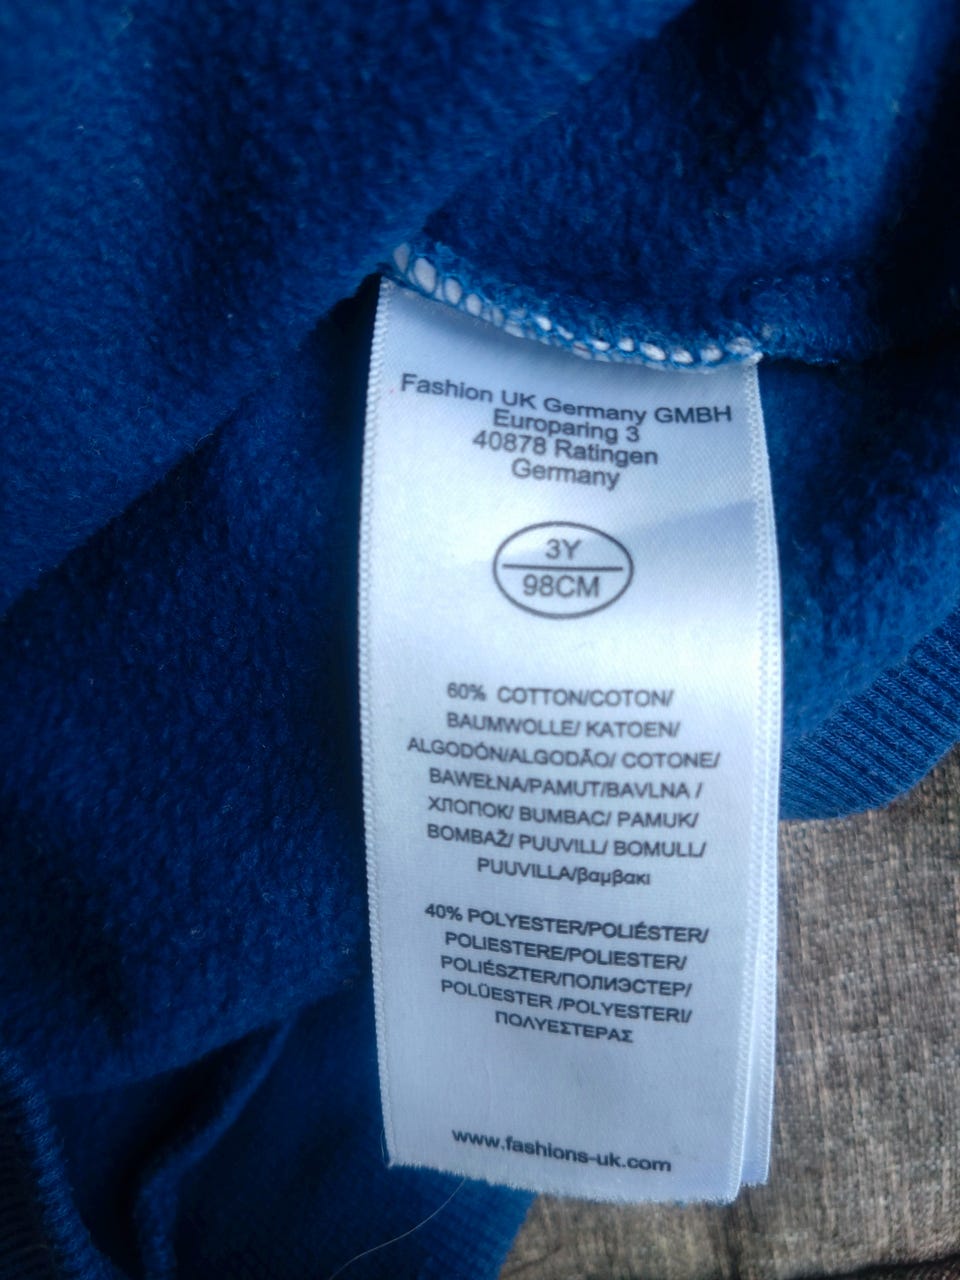 Fashion UK Germany GMBH
Europaring 3
40878 Ratingen
Germany
3Y
98CM
60% COTTON/COTON/
BAUMWOLLE/ KATOEN/
ALGODÓN/ALGODÃO/ COTONE/
BAWEŁNA/PAMUT/BAVLNA /
ХЛОПОК/ BUMBAC/ PAMUK/
BOMBAŽ/ PUUVILL/ BOMULL/
PUUVILLA/βαμβακι
40% POLYESTER/POLIÉSTER/
POLIESTERE/POLIESTER/
POLIÉSZTER/ПОЛИЭСТЕР/
POLÜESTER /POLYESTERI/
ΠΟΛΥΕΣΤΕΡΑΣ
www.fashions-uk.com